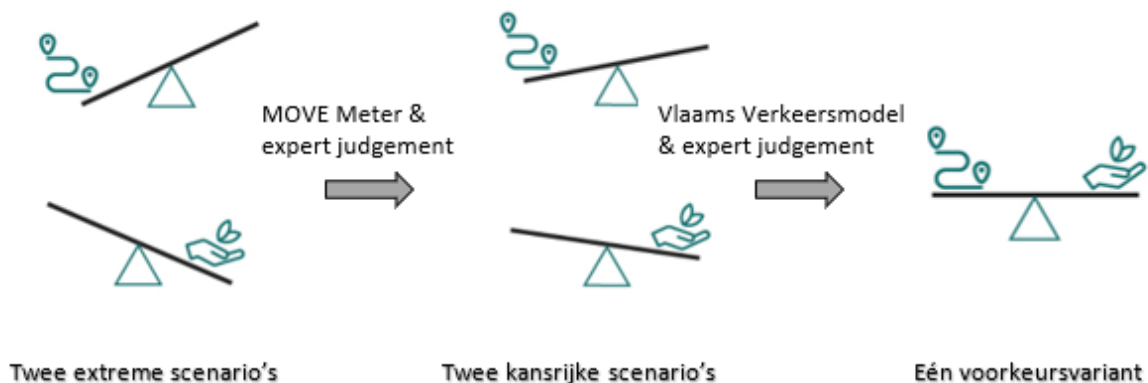 MOVE Meter &
expert judgement
Vlaams Verkeersmodel
& expert judgement
Twee extreme scenario's
Twee kansrijke scenario's
Eén voorkeursvariant